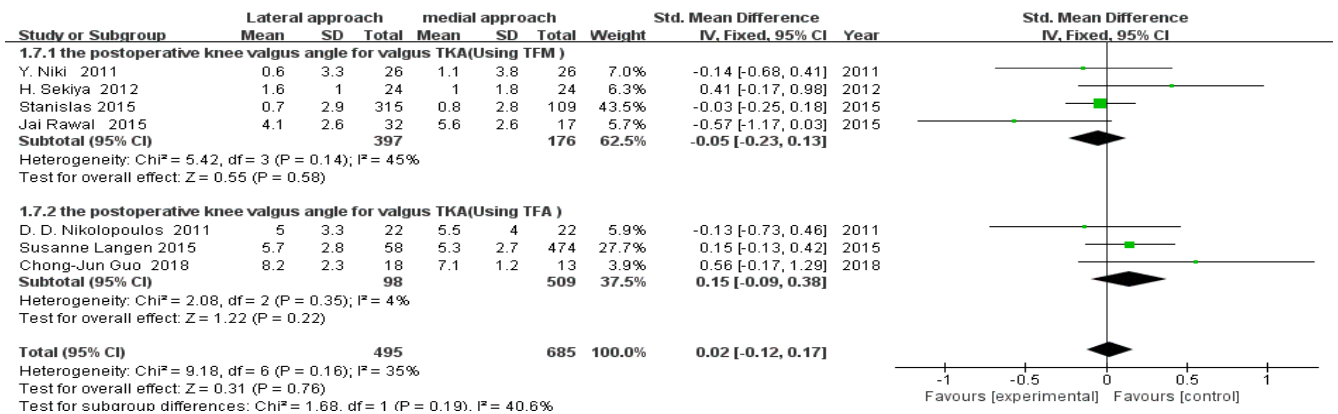 Lateral approach medial approach Std. Mean Difference Std. Mean Difference
Study or Subgroup Mean SD Total Mean SD Total Weight IV, Fixed, 95% CI Year IV, Fixed, 95% CI
1.7.1 the postoperative knee valgus angle for valgus TKA(Using TFM )
Y. Niki 2011 0.6 3.3 26 1.1 3.8 26 7.0% -0.14 [-0.68, 0.41] 2011
H. Sekiya 2012 1.6 1 24 1 1.8 24 6.3% 0.41 [-0.17, 0.98] 2012
Stanislas 2015 0.7 2.9 315 0.8 2.8 109 43.5% -0.03 [-0.25, 0.18] 2015
Jai Rawal 2015 4.1 2.6 32 5.6 2.6 17 5.7% -0.57 [-1.17, 0.03] 2015
Subtotal (95% CI) 397 176 62.5% -0.05 [-0.23, 0.13]
Heterogeneity: Chi² = 5.42, df = 3 (P = 0.14); I² = 45%
Test for overall effect: Z = 0.55 (P = 0.58)
1.7.2 the postoperative knee valgus angle for valgus TKA(Using TFA )
D. D. Nikolopoulos 2011 5 3.3 22 5.5 4 22 5.9% -0.13 [-0.73, 0.46] 2011
Susanne Langen 2015 5.7 2.8 58 5.3 2.7 474 27.7% 0.15 [-0.13, 0.42] 2015
Chong-Jun Guo 2018 8.2 2.3 18 7.1 1.2 13 3.9% 0.56 [-0.17, 1.29] 2018
Subtotal (95% CI) 98 509 37.5% 0.15 [-0.09, 0.38]
Heterogeneity: Chi² = 2.08, df = 2 (P = 0.35); I² = 4%
Test for overall effect: Z = 1.22 (P = 0.22)
Total (95% CI) 495 685 100.0% 0.02 [-0.12, 0.17]
Heterogeneity: Chi² = 9.18, df = 6 (P = 0.16); I² = 35%
Test for overall effect: Z = 0.31 (P = 0.76)
Test for subgroup differences: Chi² = 1.68, df = 1 (P = 0.19), I² = 40.6%
-1 -0.5 0 0.5 1
Favours [experimental] Favours [control]